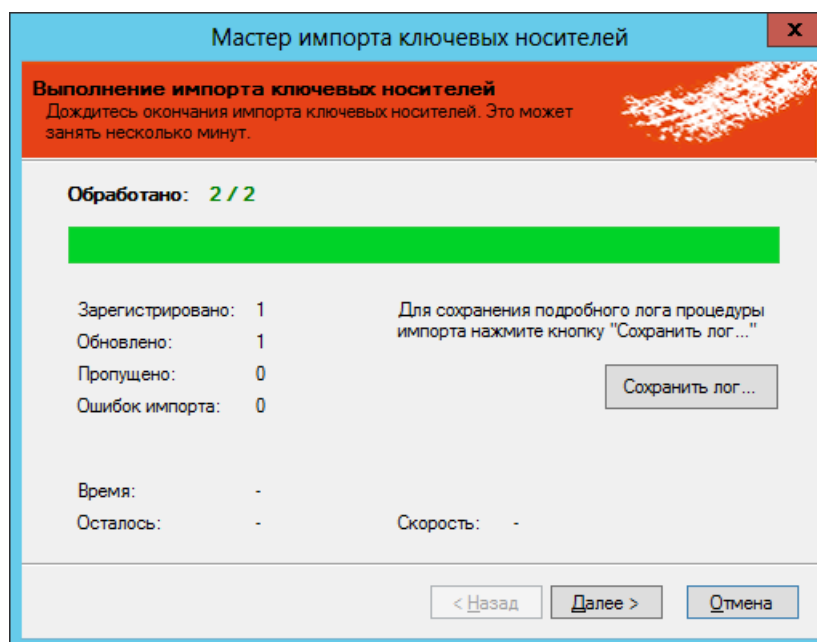 Мастер импорта ключевых носителей
x
Выполнение импорта ключевых носителей
Дождитесь окончания импорта ключевых носителей. Это может
занять несколько минут.
Обработано: 2 / 2
Зарегистрировано: 1
Обновлено: 1
Пропущено: 0
Ошибок импорта: 0
Для сохранения подробного лога процедуры
импорта нажмите кнопку "Сохранить лог..."
Сохранить лог...
Время: -
Осталось: -
Скорость: -
< Назад
Далее >
Отмена